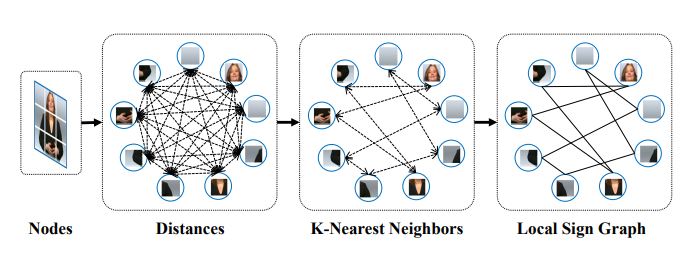 Nodes
Distances
K-Nearest Neighbors
Local Sign Graph